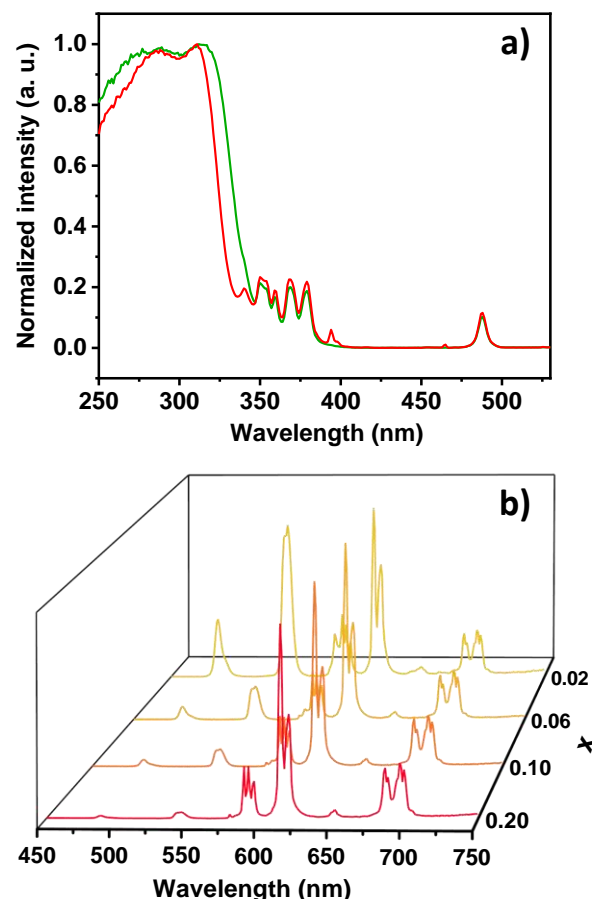 a)
Normalized intensity (a. u.)
1.0
0.8
0.6
0.4
0.2
0.0
250 300 350 400 450 500
Wavelength (nm)
b)
0.02
0.06
0.10
0.20
x
450 500 550 600 650 700 750
Wavelength (nm)